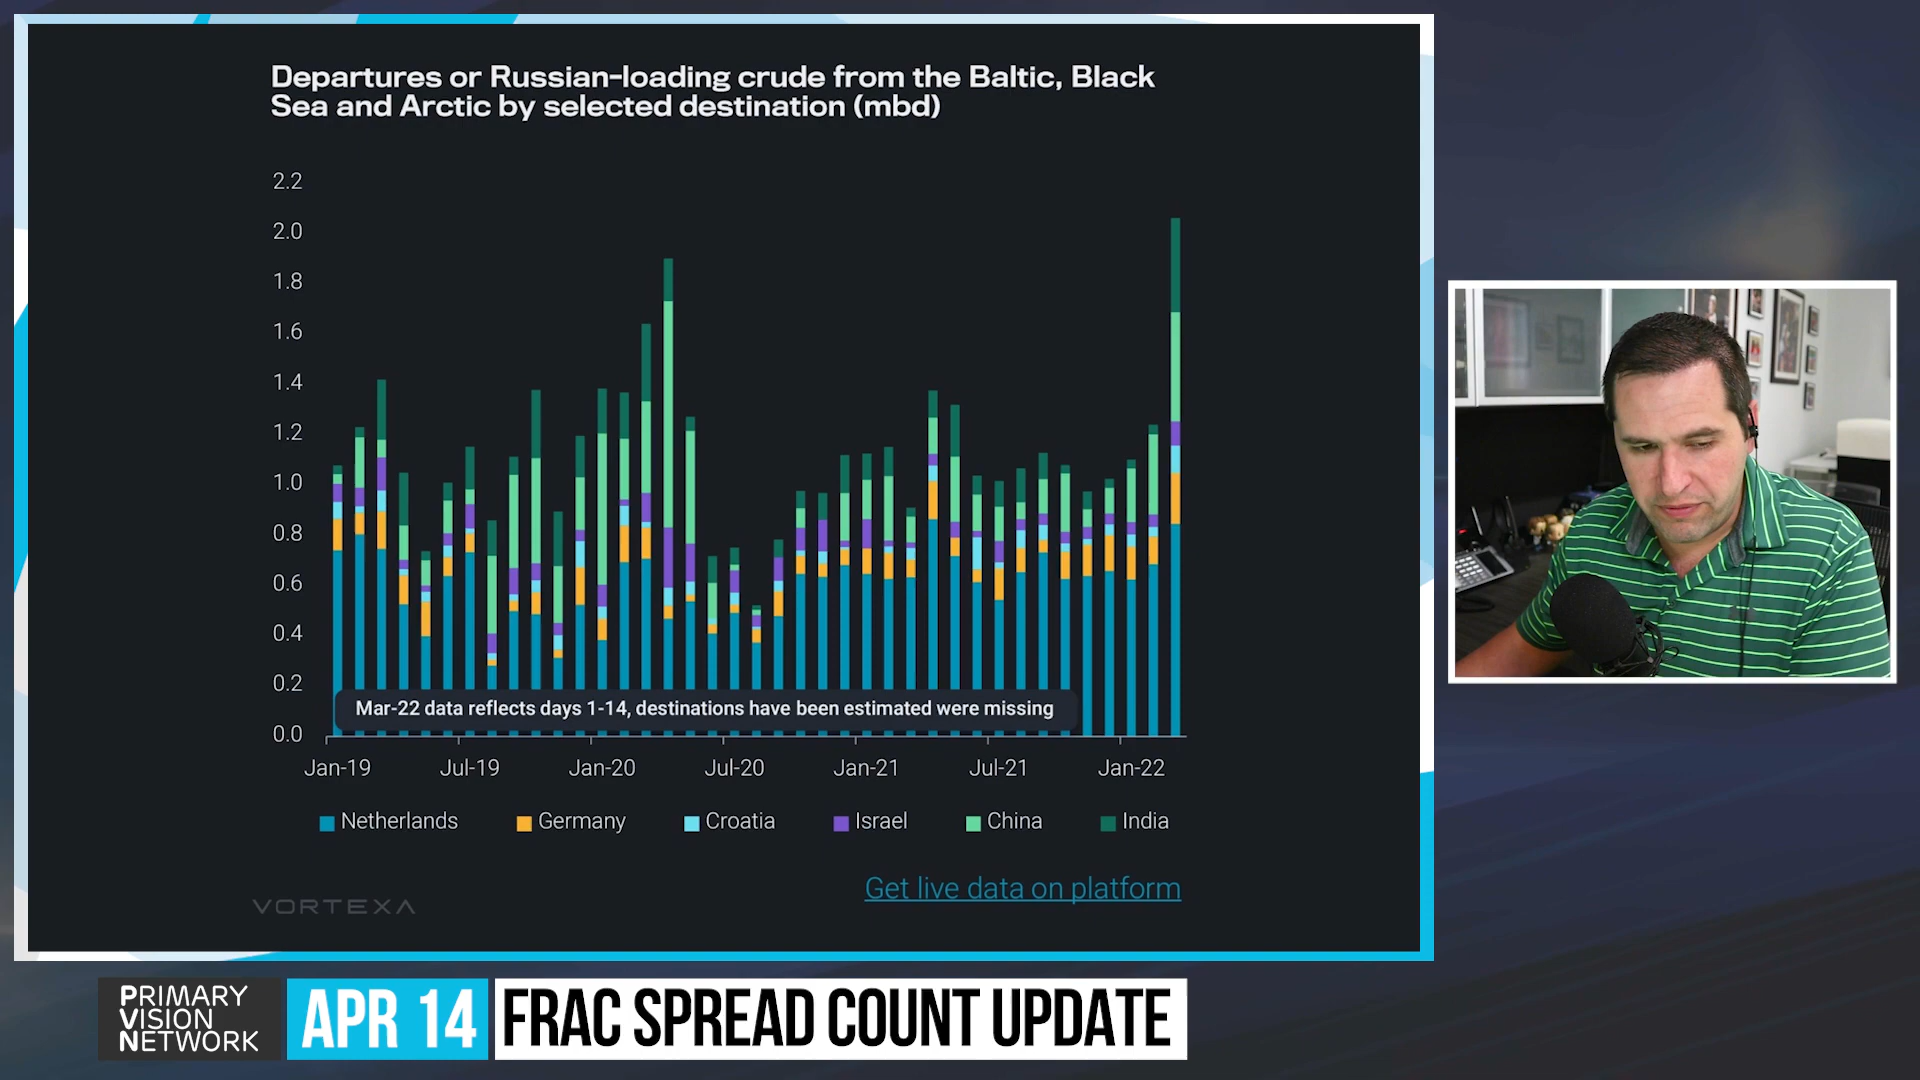 Departures or Russian-loading crude from the Baltic, Black
Sea and Arctic by selected destination (mbd)
2.2
2.0
1.8
1.6
1.4
1.2
1.0
0.8
0.6
0.4
0.2
0.0
Mar-22 data reflects days 1-14, destinations have been estimated were missing
Jan-19 Jul-19 Jan-20 Jul-20 Jan-21 Jul-21 Jan-22
Netherlands Germany Croatia Israel China India
Get live data on platform
VORTEXA
PRIMARY
VISION
NETWORK
APR 14
FRAC SPREAD COUNT UPDATE